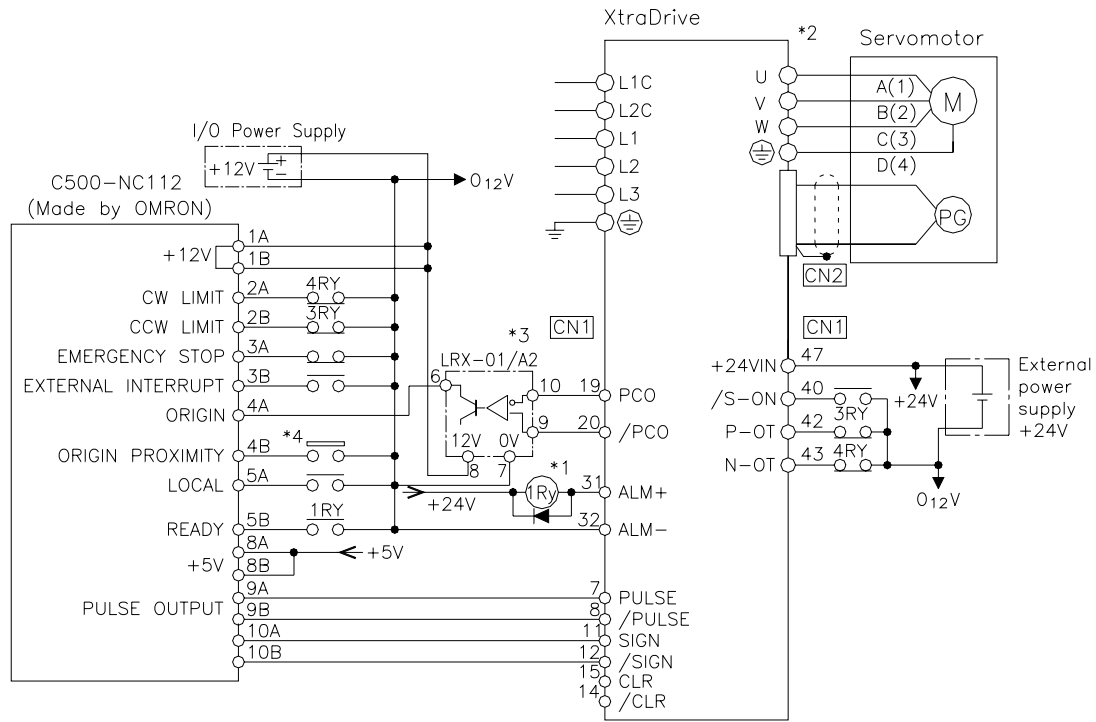 XtraDrive
*2
Servomotor
L1C
L2C
L1
L2
L3
U
V
W
A(1)
B(2)
C(3)
D(4)
M
PG
CN2
I/O Power Supply
+12V
+
−
0 12V
C500-NC112
(Made by OMRON)
+12V
1A
1B
CW LIMIT
2A
4RY
CCW LIMIT
2B
3RY
EMERGENCY STOP
3A
EXTERNAL INTERRUPT
3B
ORIGIN
4A
ORIGIN PROXIMITY
4B
*4
LOCAL
5A
READY
5B
1RY
+5V
8A
8B
+5V
PULSE OUTPUT
9A
9B
10A
10B
*3
LRX-01/A2
6
10
9
12V
0V
8
7
+24V
1Ry
*1
CN1
CN1
19
PCO
20
/PCO
31
ALM+
32
ALM-
7
PULSE
8
/PULSE
11
SIGN
12
/SIGN
15
CLR
14
/CLR
+24VIN
47
/S-ON
40
3RY
P-OT
42
4RY
N-OT
43
+24V
0 12V
External
power
supply
+24V